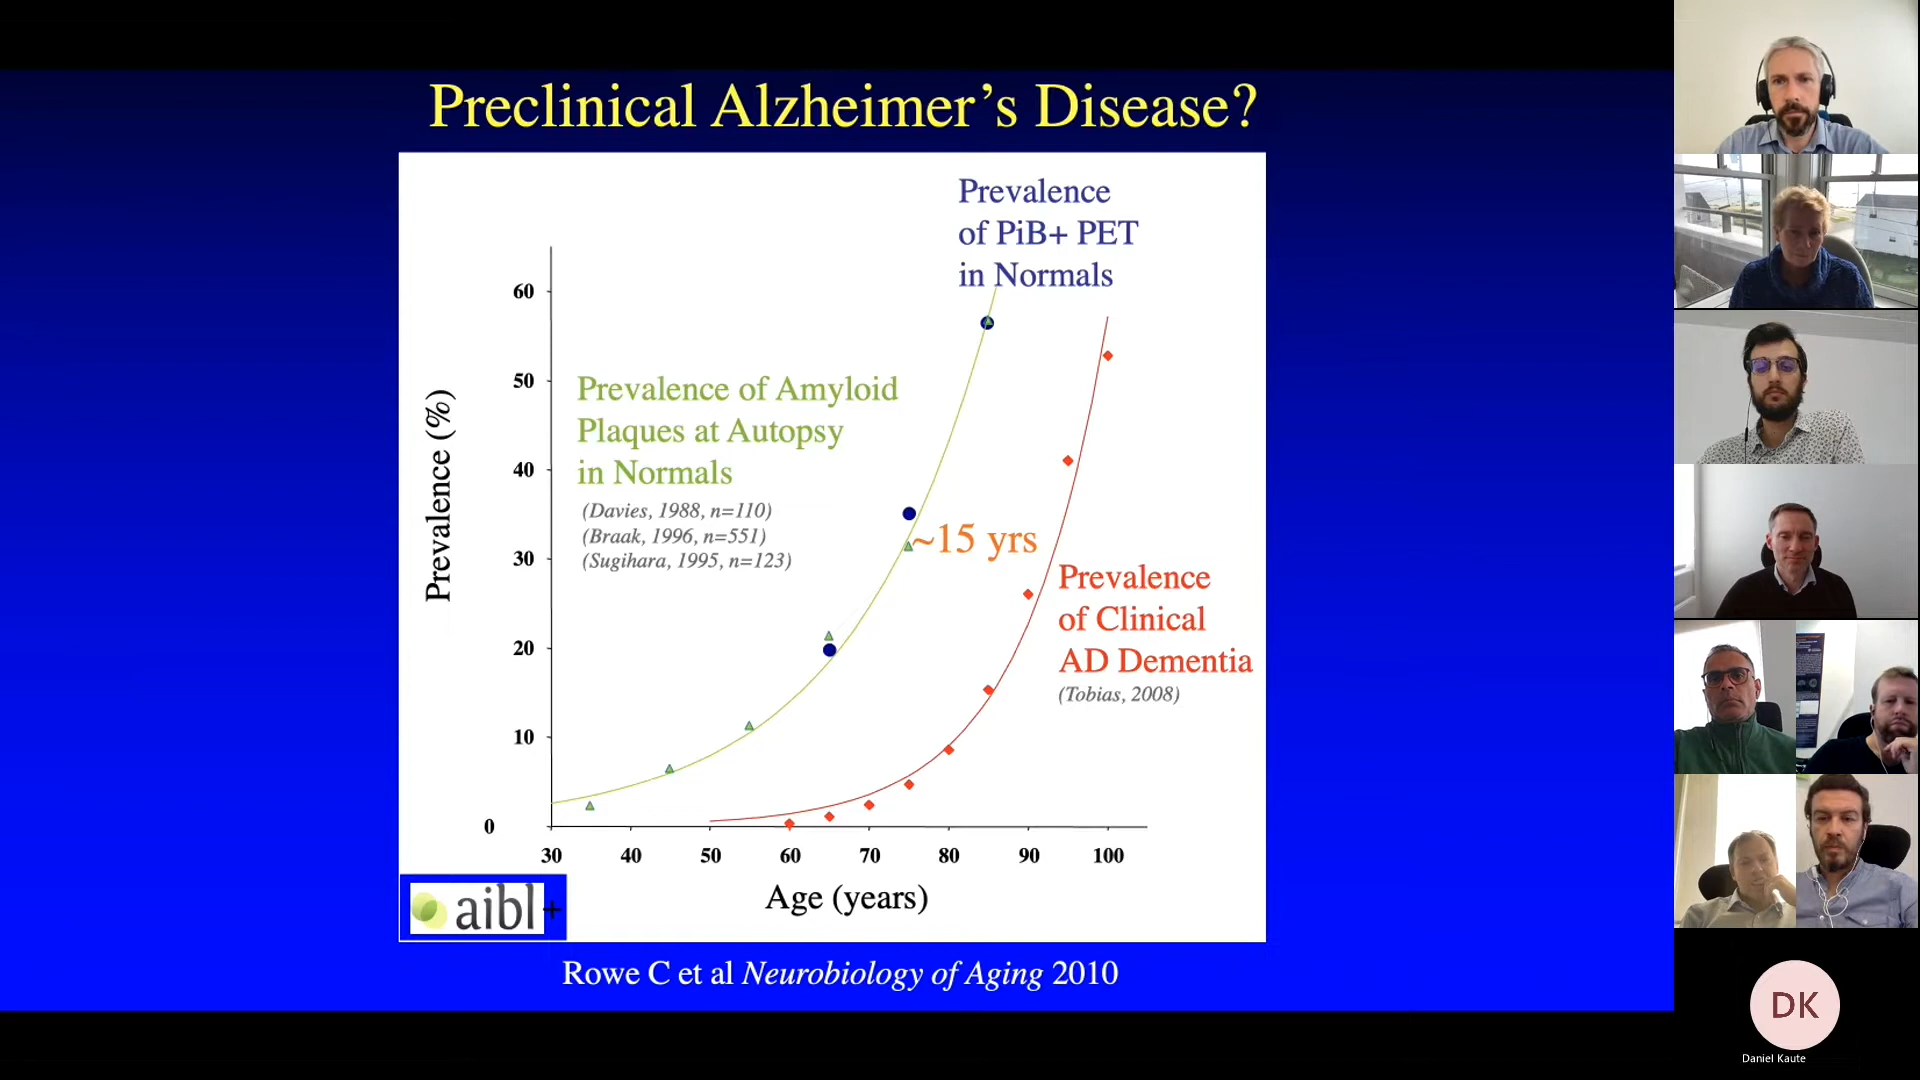 Preclinical Alzheimer’s Disease?
Prevalence
of PiB+ PET
in Normals
Prevalence of Amyloid
Plaques at Autopsy
in Normals
(Davies, 1988, n=110)
(Braak, 1996, n=551)
(Sugihara, 1995, n=123)
~15 yrs
Prevalence
of Clinical
AD Dementia
(Tobias, 2008)
Prevalence (%)
60
50
40
30
20
10
0
30 40 50 60 70 80 90 100
Age (years)
aibl+
Rowe C et al Neurobiology of Aging 2010
DK
Daniel Kaute